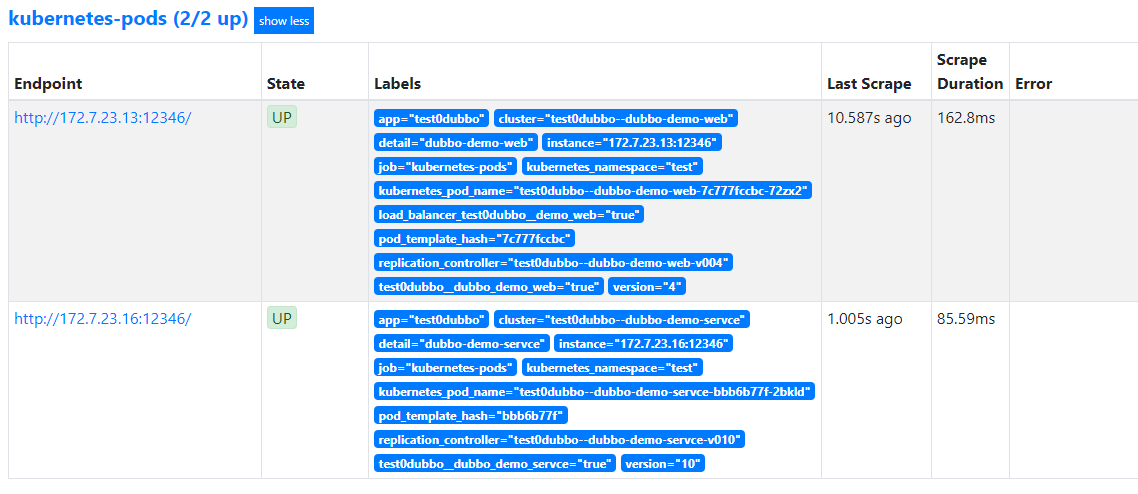 kubernetes-pods (2/2 up) show less
Endpoint State Labels Last Scrape Scrape Duration Error
http://172.7.23.13:12346/ UP app="test0dubbo" cluster="test0dubbo--dubbo-demo-web" 10.587s ago 162.8ms
detail="dubbo-demo-web" instance="172.7.23.13:12346"
job="kubernetes-pods" kubernetes_namespace="test"
kubernetes_pod_name="test0dubbo--dubbo-demo-web-7c777fccbc-72zx2"
load_balancer_test0dubbo__demo_web="true"
pod_template_hash="7c777fccbc"
replication_controller="test0dubbo--dubbo-demo-web-v004"
test0dubbo__dubbo_demo_web="true" version="4"
http://172.7.23.16:12346/ UP app="test0dubbo" cluster="test0dubbo--dubbo-demo-servce" 1.005s ago 85.59ms
detail="dubbo-demo-servce" instance="172.7.23.16:12346"
job="kubernetes-pods" kubernetes_namespace="test"
kubernetes_pod_name="test0dubbo--dubbo-demo-servce-bbb6b77f-2bkld"
pod_template_hash="bbb6b77f"
replication_controller="test0dubbo--dubbo-demo-servce-v010"
test0dubbo__dubbo_demo_servce="true" version="10"